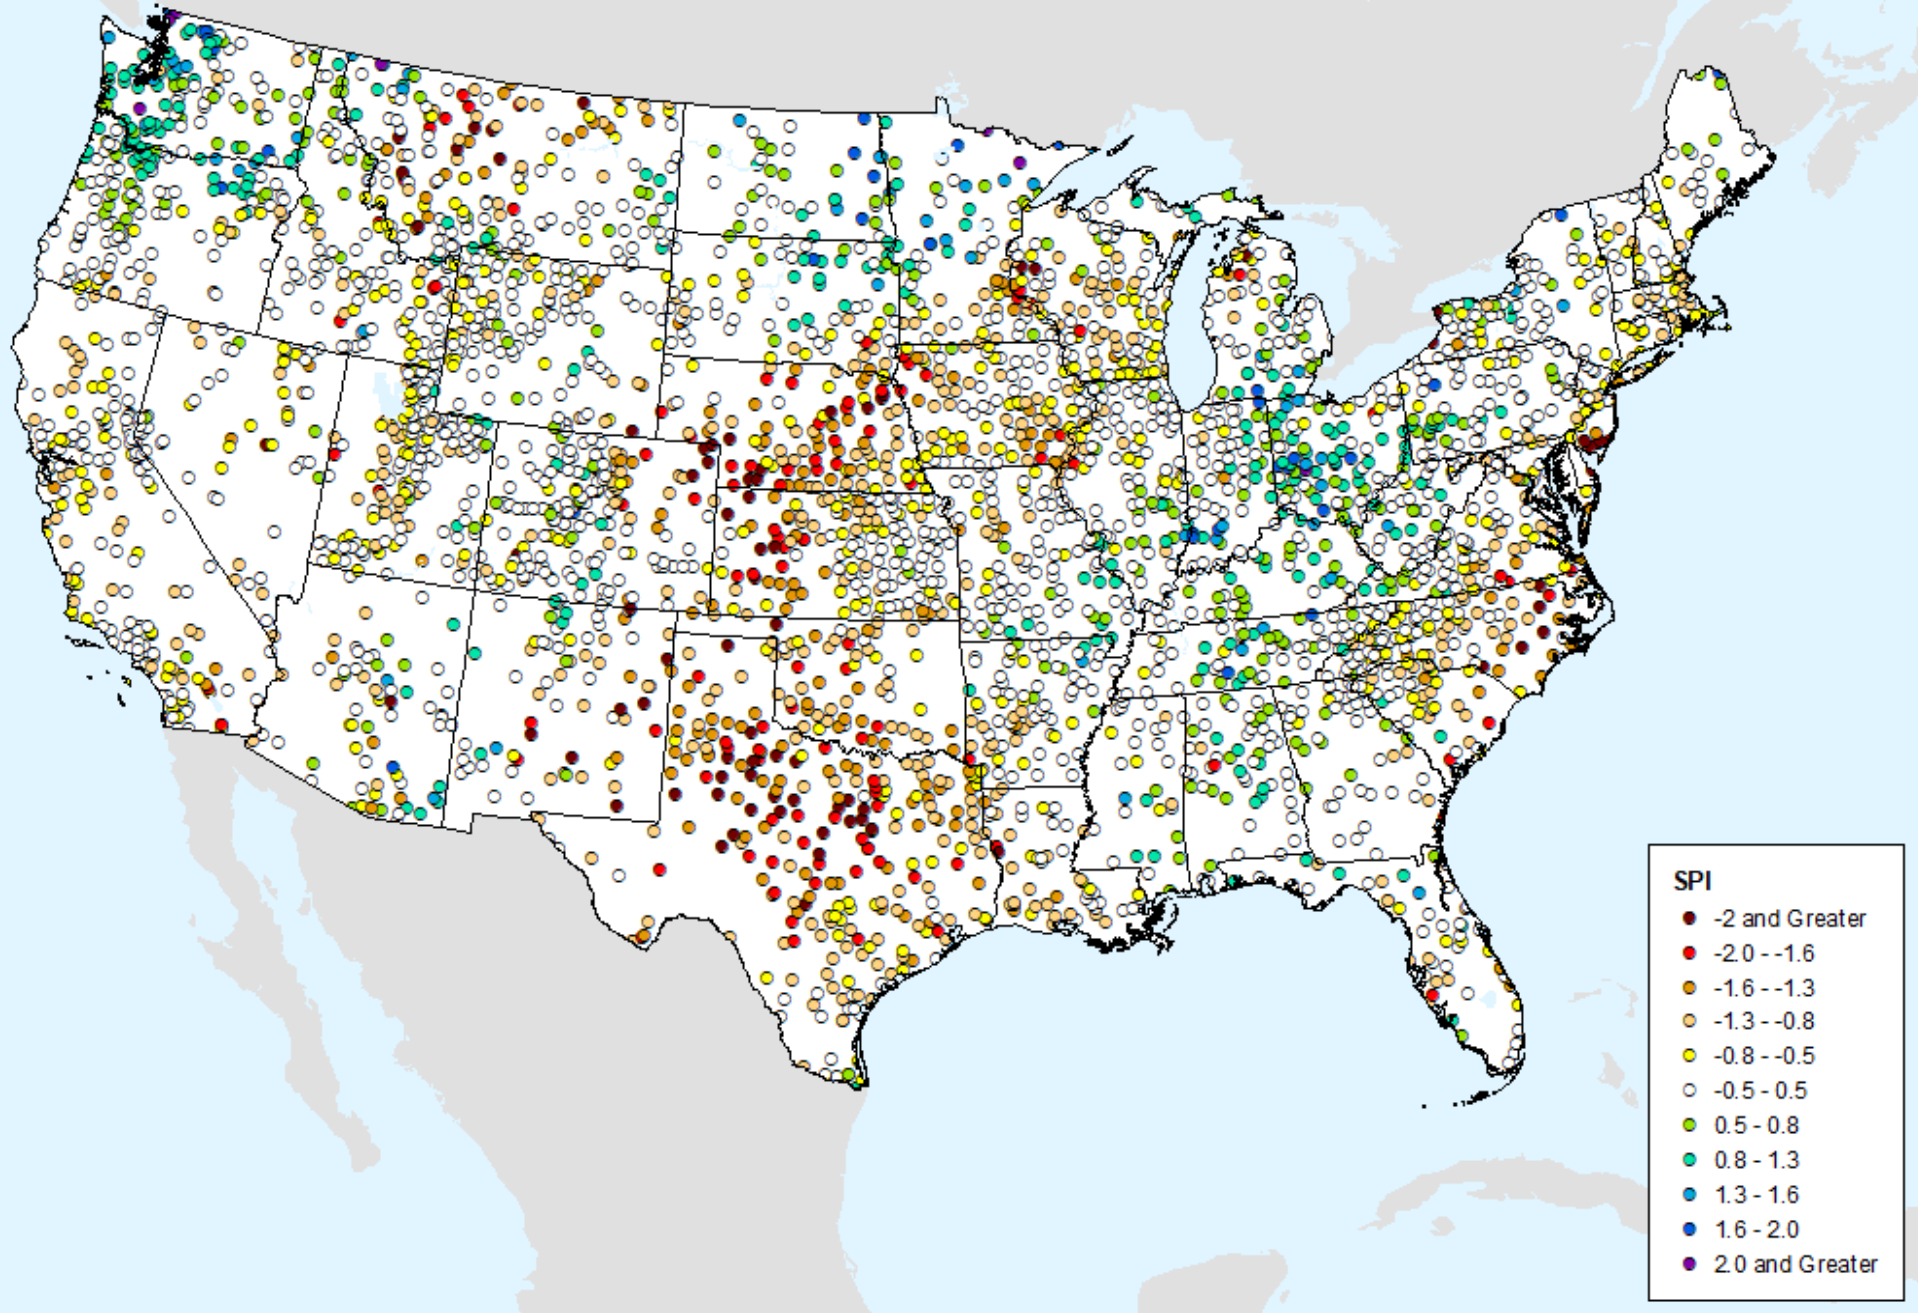 SPI
-2 and Greater
-2.0 - -1.6
-1.6 - -1.3
-1.3 - -0.8
-0.8 - -0.5
-0.5 - 0.5
0.5 - 0.8
0.8 - 1.3
1.3 - 1.6
1.6 - 2.0
2.0 and Greater